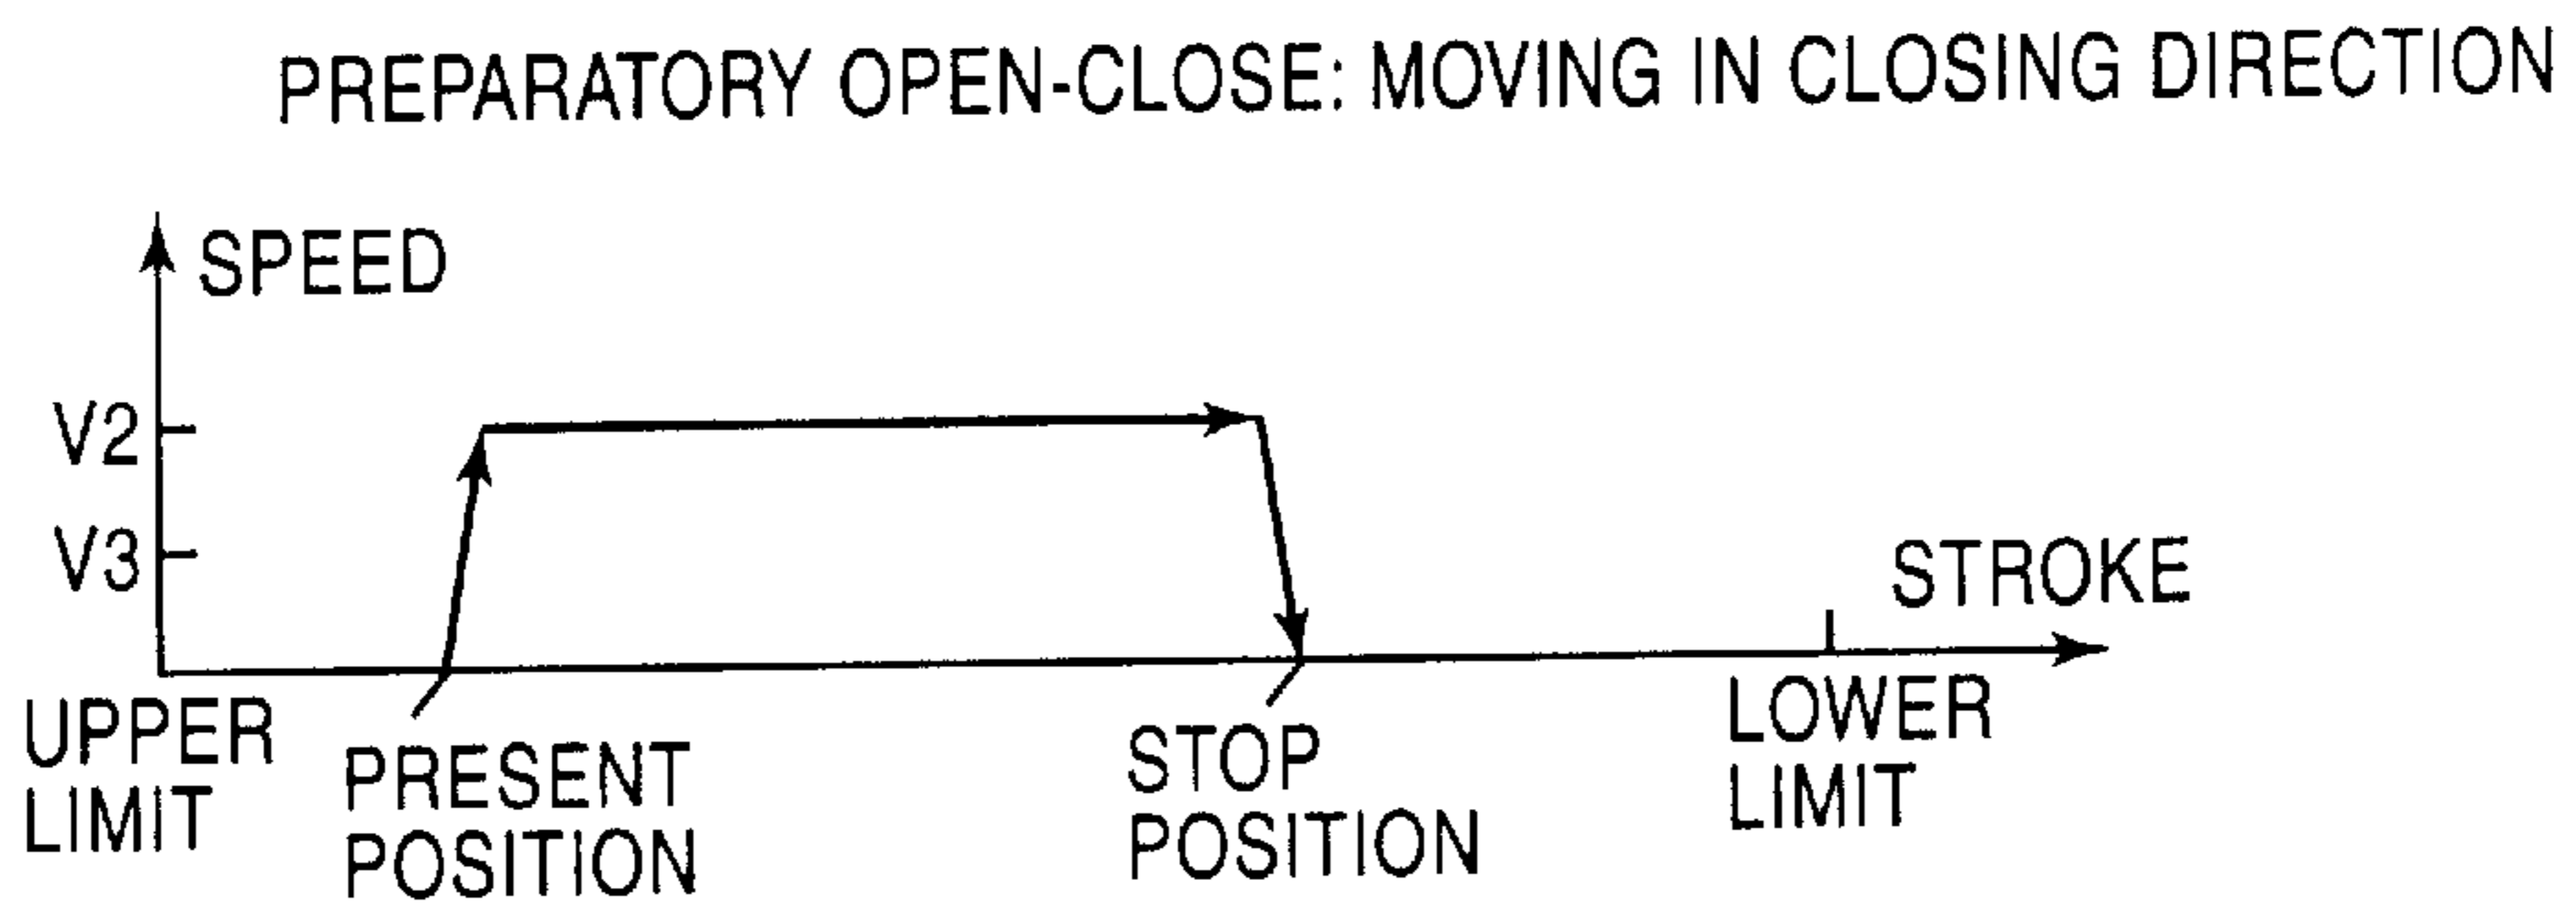 PREPARATORY OPEN-CLOSE: MOVING IN CLOSING DIRECTION
SPEED
V2
V3
STROKE
UPPER
LIMIT
PRESENT
POSITION
STOP
POSITION
LOWER
LIMIT